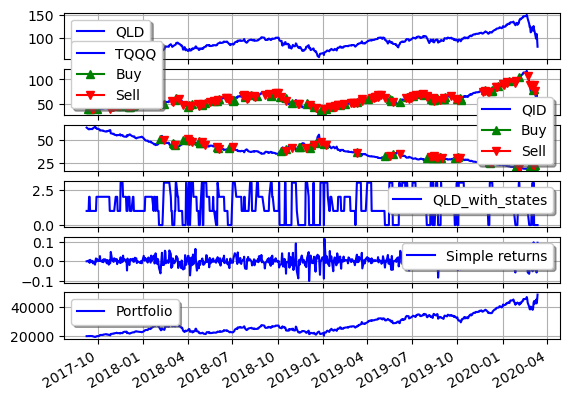 150
100
QLD
100
50
TQQQ
Buy
Sell
50
25
QID
Buy
Sell
2.5
0.0
QLD_with_states
0.1
0.0
−0.1
Simple returns
40000
20000
Portfolio
2017-10 2018-01 2018-04 2018-07 2018-10 2019-01 2019-04 2019-07 2019-10 2020-01 2020-04